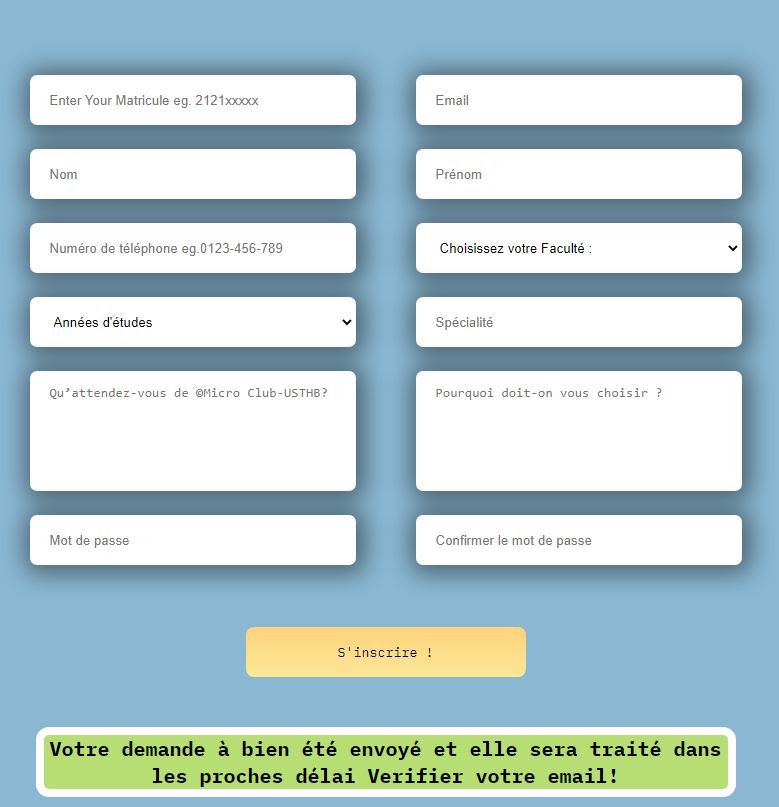 Enter Your Matricule eg. 2121xxxxx
Email
Nom
Prénom
Numéro de téléphone eg.0123-456-789
Choisissez votre Faculté :
Années d'études
Spécialité
Qu’attendez-vous de ©Micro Club-USTHB?
Pourquoi doit-on vous choisir ?
Mot de passe
Confirmer le mot de passe
S'inscrire !
Votre demande à bien été envoyé et elle sera traité dans
les proches délai Verifier votre email!